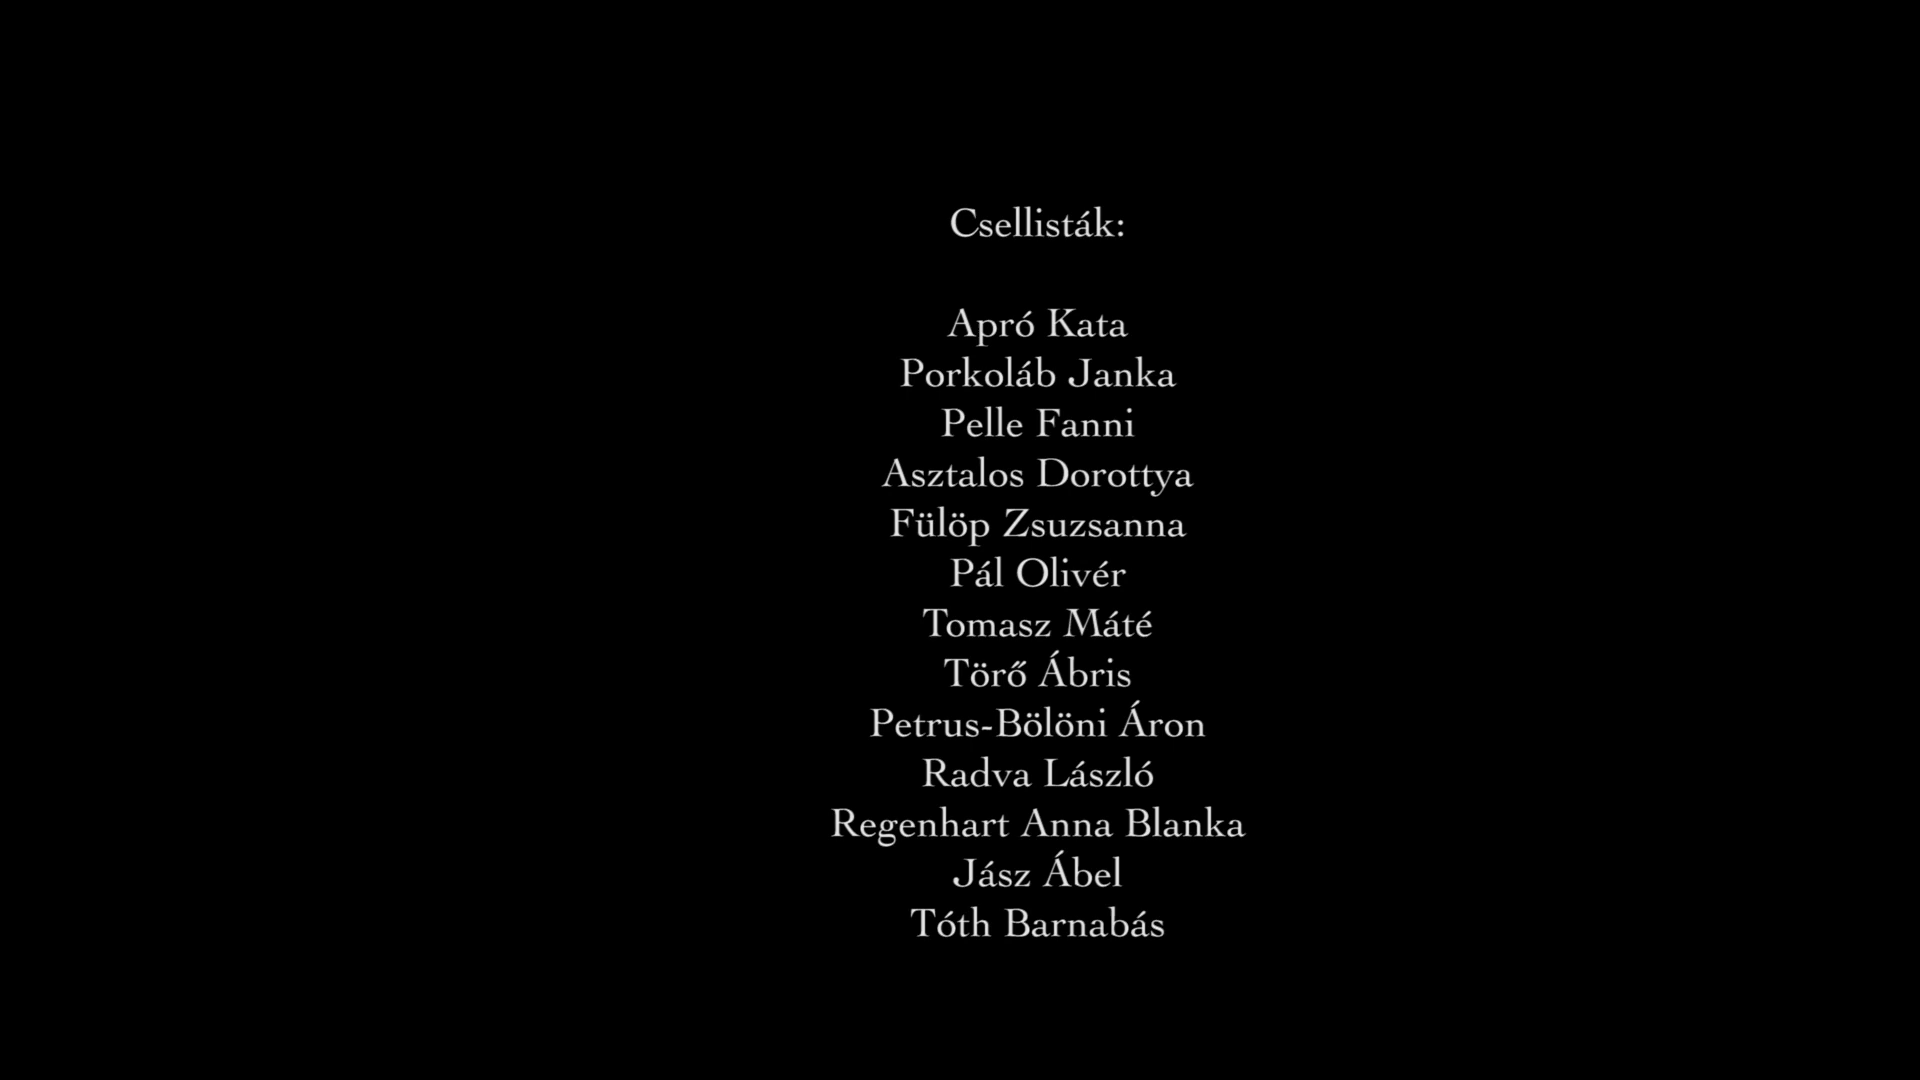 Csellisták:
Apró Kata
Porkoláb Janka
Pelle Fanni
Asztalos Dorottya
Fülöp Zsuzsanna
Pál Olivér
Tomasz Máté
Törő Ábris
Petrus-Bölöni Áron
Radva László
Regenhart Anna Blanka
Jász Ábel
Tóth Barnabás